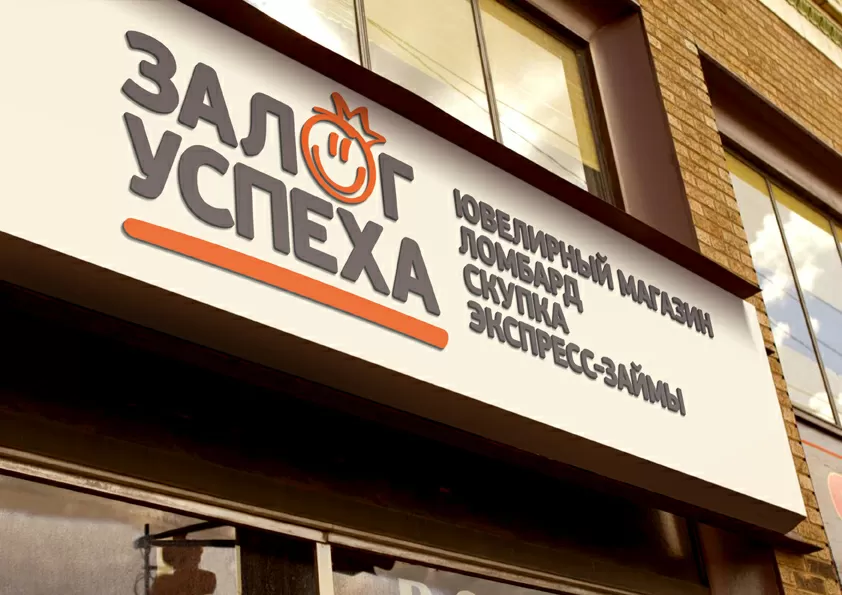 ЗАЛОГ
УСПЕХА
ЮВЕЛИРНЫЙ МАГАЗИН
ЛОМБАРД
СКУПКА
ЭКСПРЕСС-ЗАЙМЫ